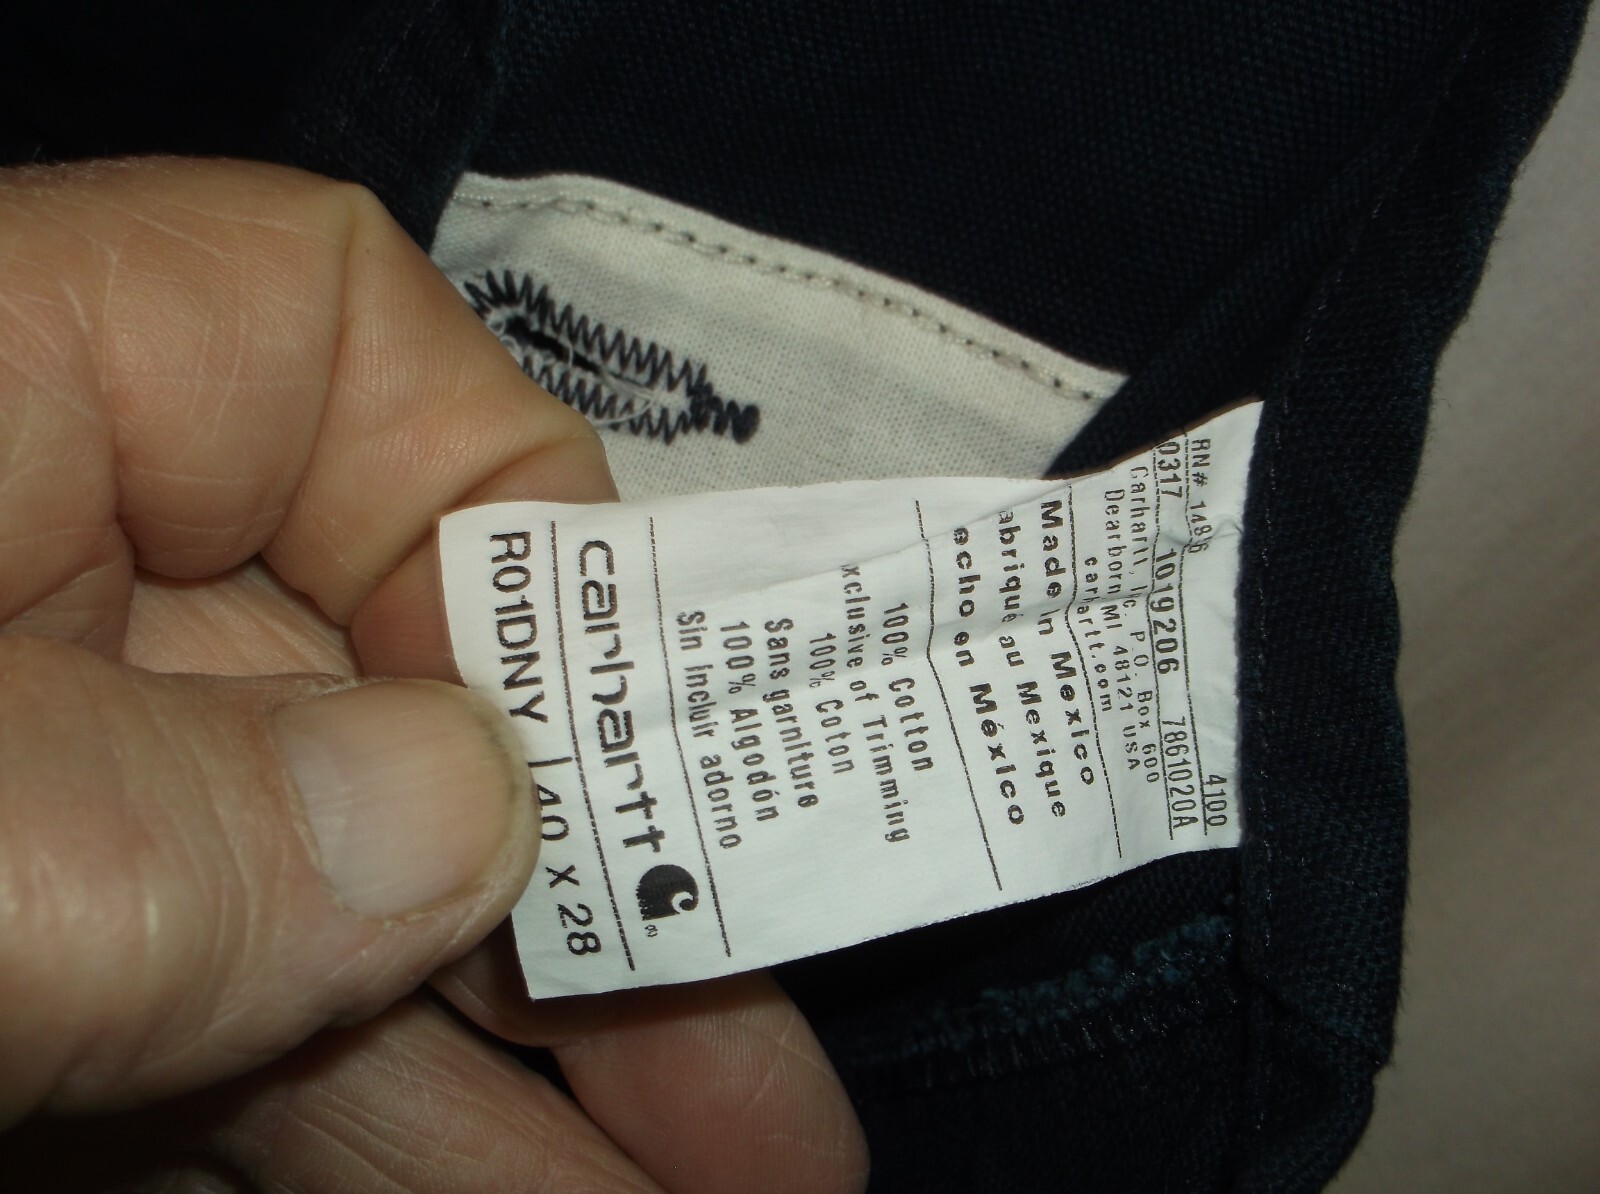 RN# 1486 4100
0317 1019206 7861020A
Carhartt, Inc. P.O. Box 600
Dearborn, MI 48121 USA
carhartt.com
Made in Mexico
abriqué au Mexique
echo en México
100% Cotton
xclusive of Trimming
100% Coton
Sans garniture
100% Algodón
Sin incluir adorno
carhartt
R01DNY 40 x 28